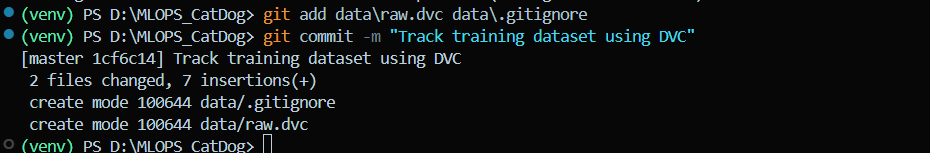 (venv) PS D:\MLOPS_CatDog> git add data\raw.dvc data\.gitignore
(venv) PS D:\MLOPS_CatDog> git commit -m "Track training dataset using DVC"
[master 1cf6c14] Track training dataset using DVC
 2 files changed, 7 insertions(+)
 create mode 100644 data/.gitignore
 create mode 100644 data/raw.dvc
(venv) PS D:\MLOPS_CatDog>